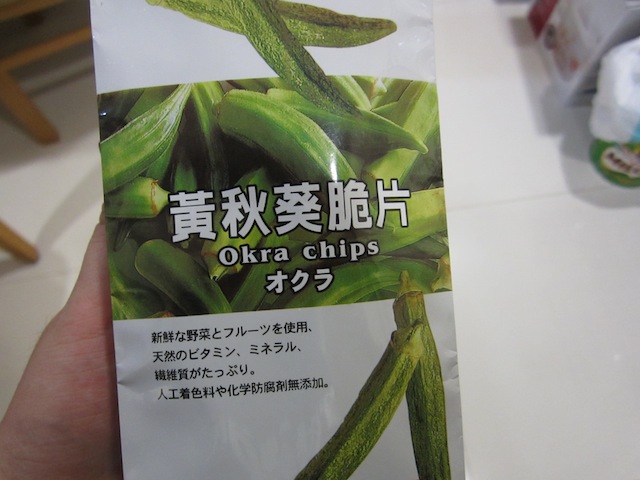 黃秋葵脆片
Okra chips
オクラ
新鮮な野菜とフルーツを使用、
天然のビタミン、ミネラル、
繊維質がたっぷり。
人工着色料や化学防腐剤無添加。